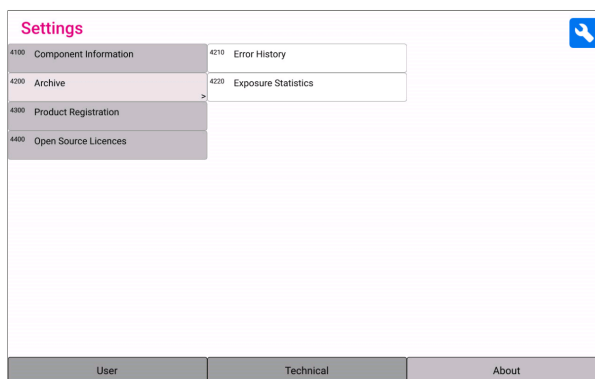 Settings
4100 Component Information
4210 Error History
4200 Archive
>
4220 Exposure Statistics
4300 Product Registration
4400 Open Source Licences
User
Technical
About